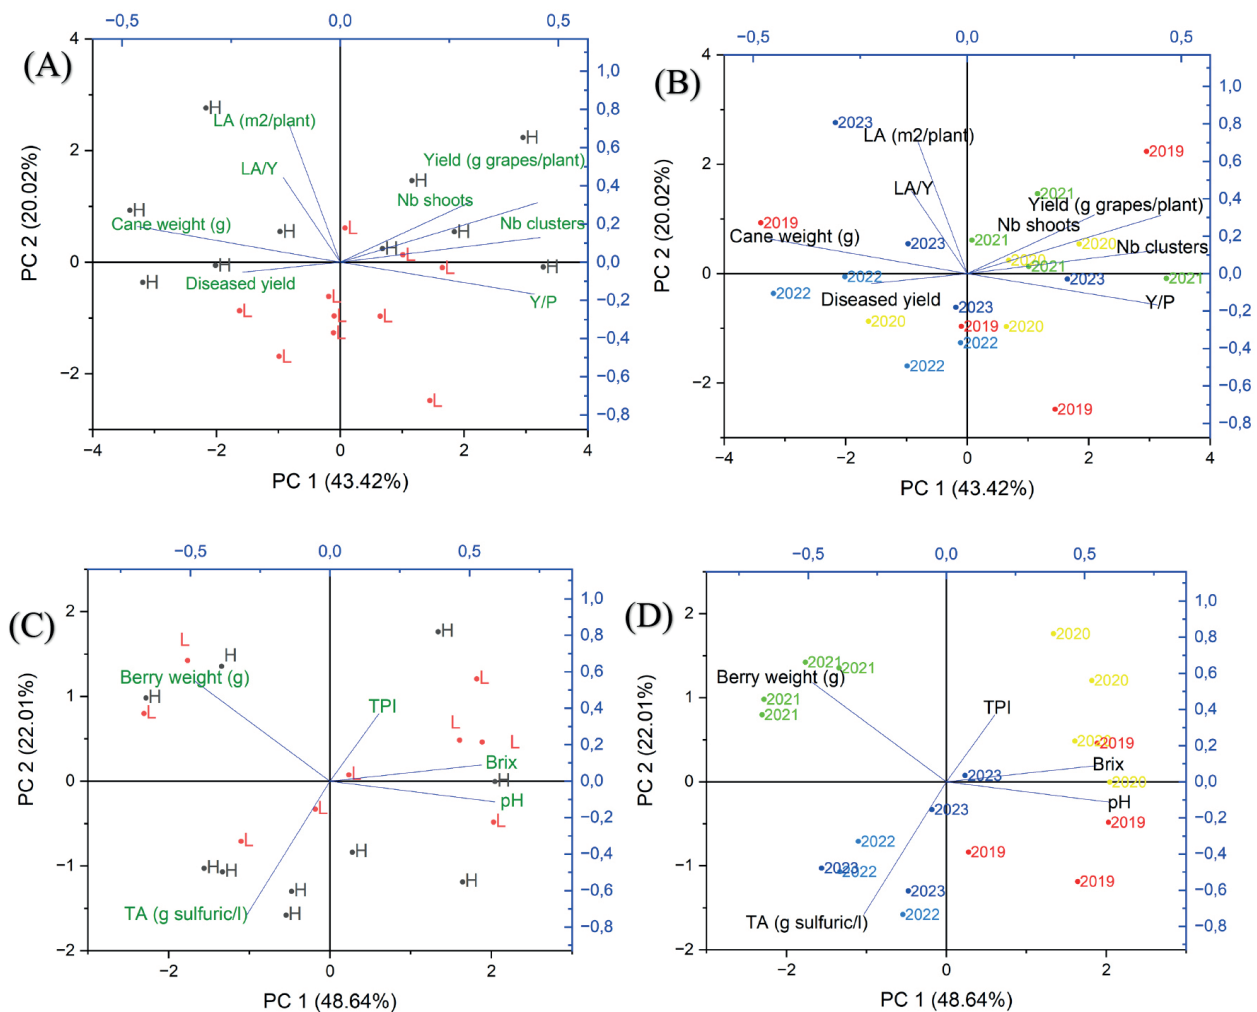 (A)
−0,5 0,0 0,5
4
2
0
−2
−4 −2 0 2 4
1,0
0,8
0,6
0,4
0,2
0,0
−0,2
−0,4
−0,6
−0,8
PC 2 (20.02%)
PC 1 (43.42%)
H
LA (m2/plant)
H
Yield (g grapes/plant)
LA/Y
H
Nb shoots
H
Cane weight (g)
H
L
H
H
Nb clusters
L
H
L
H
H
Diseased yield
L
Y/P
L
L
L
L
L
L
(B)
−0,5 0,0 0,5
4
2
0
−2
−4 −2 0 2 4
1,0
0,8
0,6
0,4
0,2
0,0
−0,2
−0,4
−0,6
−0,8
PC 2 (20.02%)
PC 1 (43.42%)
2023
LA (m2/plant)
2019
LA/Y
2021
Yield (g grapes/plant)
2019
Nb shoots
Cane weight (g)
2023
2021
2020
Nb clusters
2020
2021
2022
2023
2021
2022
Diseased yield
Y/P
2023
2020
2019
2020
2022
2022
2019
(C)
−0,5 0,0 0,5
2
1
0
−1
−2
−2 0 2
1,0
0,8
0,6
0,4
0,2
0,0
−0,2
−0,4
−0,6
−0,8
PC 2 (22.01%)
PC 1 (48.64%)
L
H
H
Berry weight (g)
L
H
L
TPI
L
L
Brix
L
H
pH
L
L
L
H
H
H
H
H
TA (g sulfuric/l)
H
(D)
−0,5 0,0 0,5
2
1
0
−1
−2
−2 0 2
1,0
0,8
0,6
0,4
0,2
0,0
−0,2
−0,4
−0,6
−0,8
PC 2 (22.01%)
PC 1 (48.64%)
2020
2021
2021
Berry weight (g)
2020
2021
2021
TPI
2020
2019
Brix
2023
2020
pH
2023
2019
2022
2019
2023
2022
2019
2023
TA (g sulfuric/l)
2022